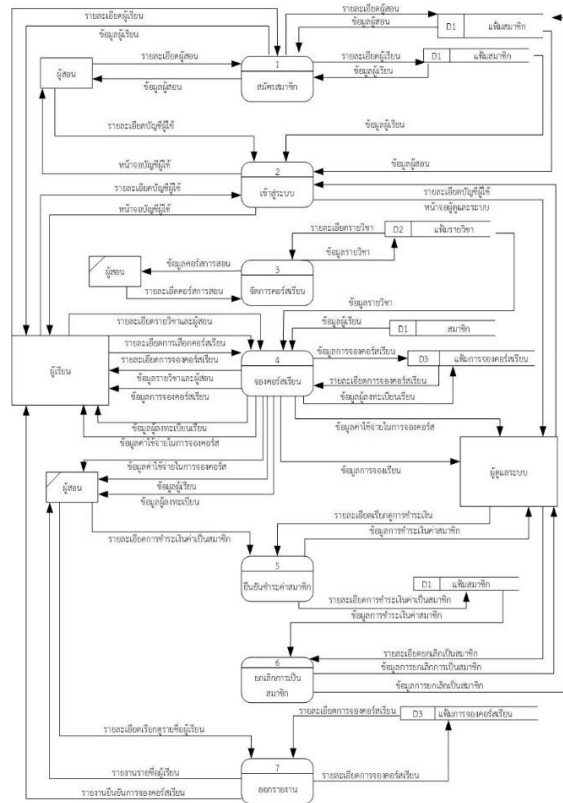 รายละเอียดผู้เรียน
รายละเอียดผู้สอน
ข้อมูลผู้เรียน
ข้อมูลผู้สอน
D1 แฟ้มสมาชิก
ผู้สอน
รายละเอียดผู้สอน
ข้อมูลผู้สอน
1
สมัครสมาชิก
รายละเอียดผู้เรียน
ข้อมูลผู้เรียน
D1 แฟ้มสมาชิก
รายละเอียดบัญชีผู้ใช้
ข้อมูลผู้เรียน
หน้าจอบัญชีผู้ใช้
ข้อมูลผู้สอน
2
เข้าสู่ระบบ
รายละเอียดบัญชีผู้ใช้
หน้าจอบัญชีผู้ใช้
รายละเอียดบัญชีผู้ใช้
หน้าจอผู้ดูแลระบบ
รายละเอียดรายวิชา
D2 แฟ้มรายวิชา
ข้อมูลรายวิชา
ผู้สอน
ข้อมูลคอร์สการสอน
รายละเอียดคอร์สการสอน
3
จัดการคอร์สเรียน
ข้อมูลรายวิชา
รายละเอียดรายวิชาและผู้สอน
ข้อมูลผู้เรียน
D1 สมาชิก
ผู้เรียน
รายละเอียดการเลือกคอร์สเรียน
รายละเอียดการจองคอร์สเรียน
ข้อมูลรายวิชาและผู้สอน
ข้อมูลการจองคอร์สเรียน
4
จองคอร์สเรียน
ข้อมูลการจองคอร์สเรียน
D3 แฟ้มการจองคอร์สเรียน
รายละเอียดการจองคอร์สเรียน
ข้อมูลผู้ลงทะเบียนเรียน
ข้อมูลผู้ลงทะเบียนเรียน
ข้อมูลค่าใช้จ่ายในการจองคอร์ส
ข้อมูลค่าใช้จ่ายในการจองคอร์ส
ผู้สอน
ข้อมูลค่าใช้จ่ายในการจองคอร์ส
ข้อมูลผู้เรียน
ข้อมูลผู้ลงทะเบียน
ข้อมูลการจองเรียน
ผู้ดูแลระบบ
รายละเอียดการชำระเงินค่าเป็นสมาชิก
รายละเอียดเรียกดูการชำระเงิน
ข้อมูลการชำระเงินค่าสมาชิก
5
ยืนยันชำระค่าสมาชิก
D1 แฟ้มสมาชิก
รายละเอียดการชำระเงินค่าเป็นสมาชิก
ข้อมูลการชำระเงินค่าสมาชิก
6
ยกเลิกการเป็น
สมาชิก
รายละเอียดยกเลิกเป็นสมาชิก
ข้อมูลการยกเลิกการเป็นสมาชิก
ข้อมูลการยกเลิกเป็นสมาชิก
รายละเอียดการจองคอร์สเรียน
D3 แฟ้มการจองคอร์สเรียน
รายละเอียดเรียกดูรายชื่อผู้เรียน
7
ออกรายงาน
รายงานรายชื่อผู้เรียน
รายละเอียดการจองคอร์สเรียน
รายงานยืนยันการจองคอร์สเรียน